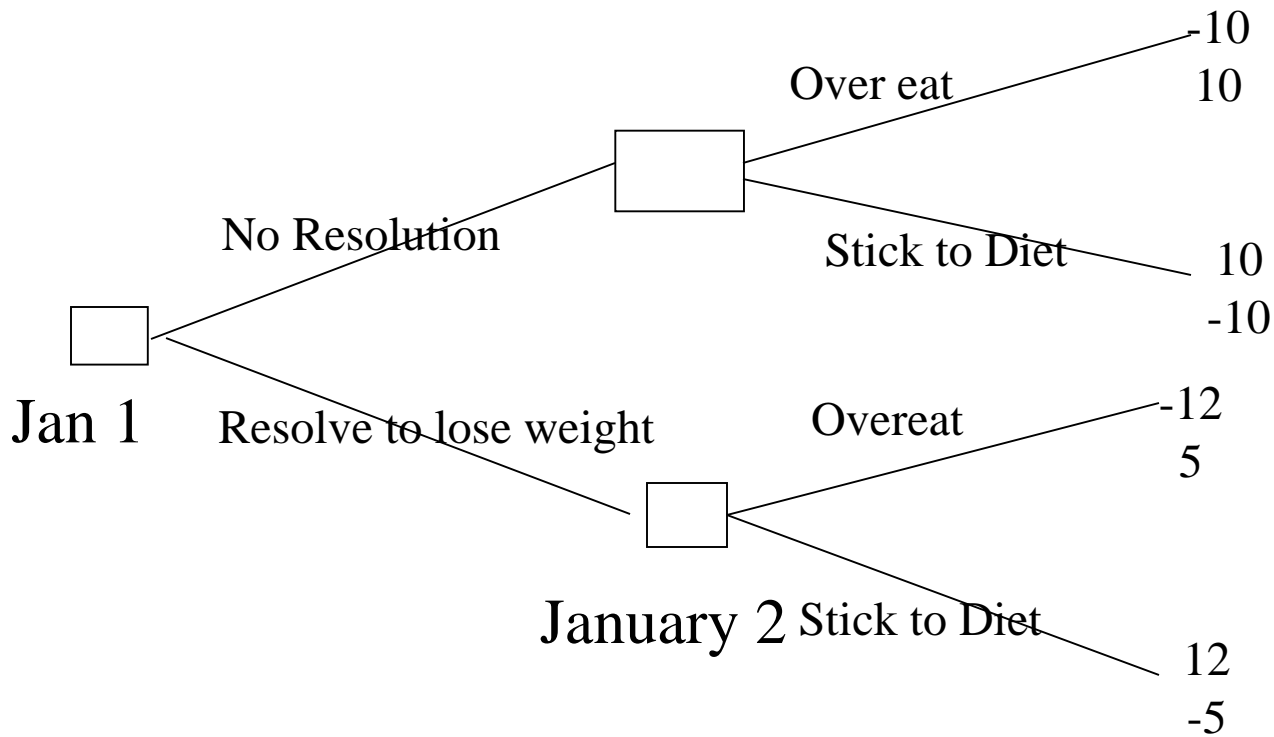 -10
Over eat
10
No Resolution
Stick to Diet
10
-10
Jan 1
Resolve to lose weight
Overeat
-12
5
January 2
Stick to Diet
12
-5